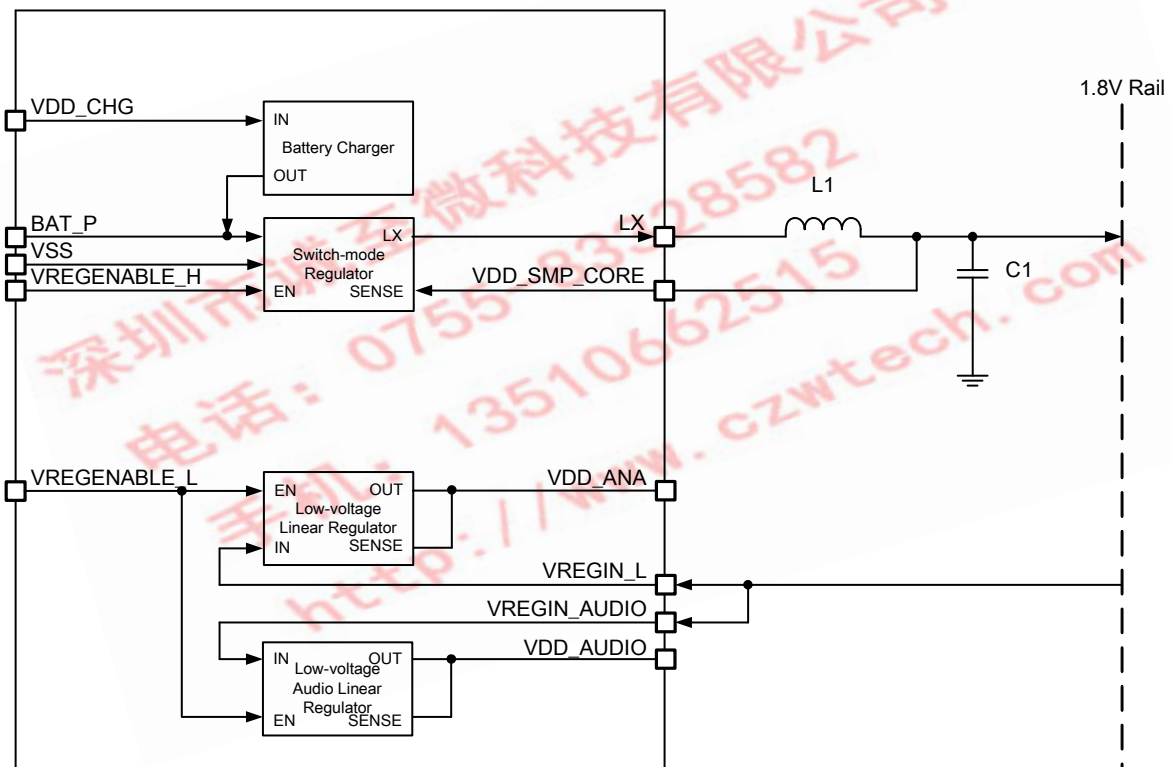 1.8V Rail
VDD_CHG
IN
Battery Charger
OUT
BAT_P
VSS
VREGENABLE_H
LX
Switch-mode
Regulator
EN
SENSE
LX
VDD_SMP_CORE
L1
C1
VREGENABLE_L
EN
OUT
Low-voltage
Linear Regulator
IN
SENSE
VDD_ANA
VREGIN_L
VREGIN_AUDIO
VDD_AUDIO
IN
OUT
Low-voltage
Audio Linear
Regulator
EN
SENSE
深圳市诚至微科技有限公司
电话：0755-83328582
手机：13510662515
http://www.czwtech.com